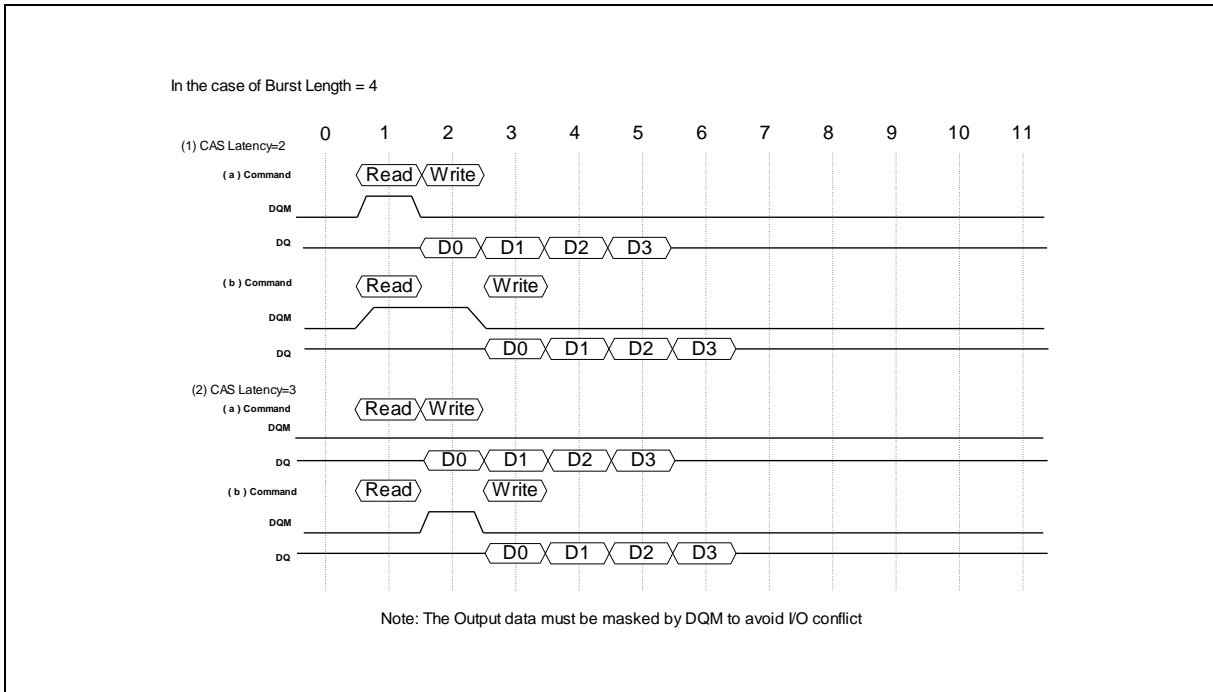 In the case of Burst Length = 4
0 1 2 3 4 5 6 7 8 9 10 11
(1) CAS Latency=2
( a ) Command Read Write
DQM
DQ D0 D1 D2 D3
( b ) Command Read Write
DQM
DQ D0 D1 D2 D3
(2) CAS Latency=3
( a ) Command Read Write
DQM
DQ D0 D1 D2 D3
( b ) Command Read Write
DQM
DQ D0 D1 D2 D3
Note: The Output data must be masked by DQM to avoid I/O conflict